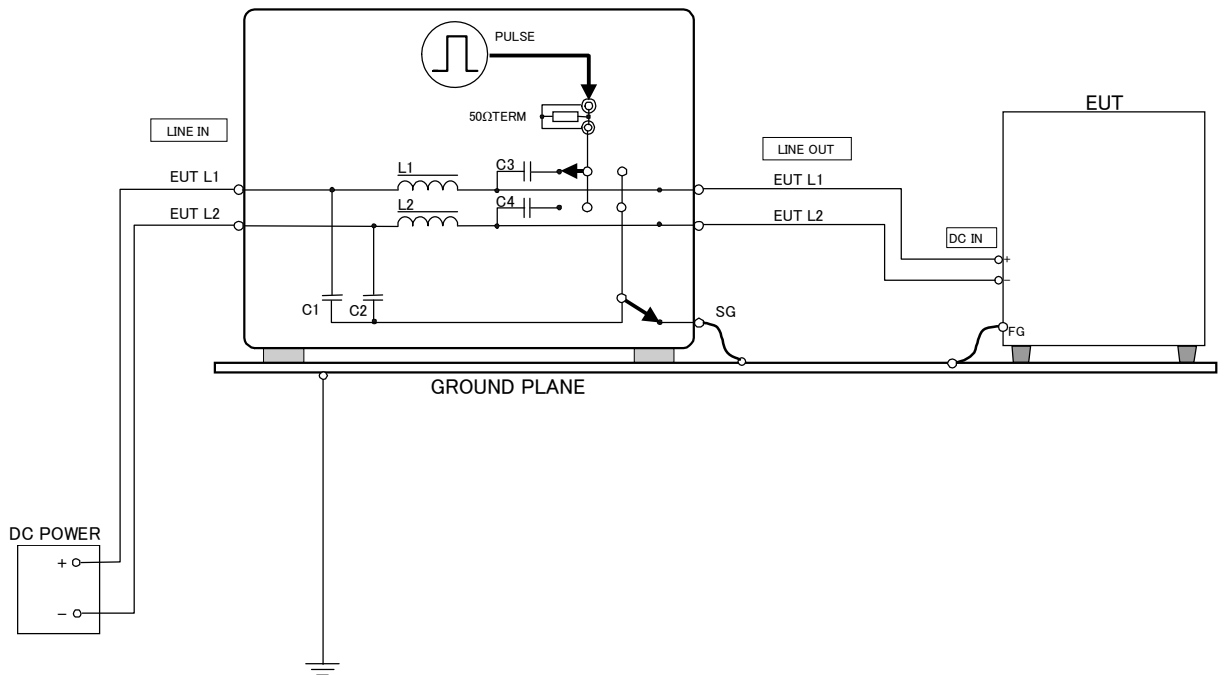 PULSE
50ΩTERM
EUT
LINE IN
LINE OUT
C3
L1
EUT L1
EUT L1
C4
L2
EUT L2
EUT L2
DC IN
+
−
C1
C2
SG
FG
GROUND PLANE
DC POWER
+
−